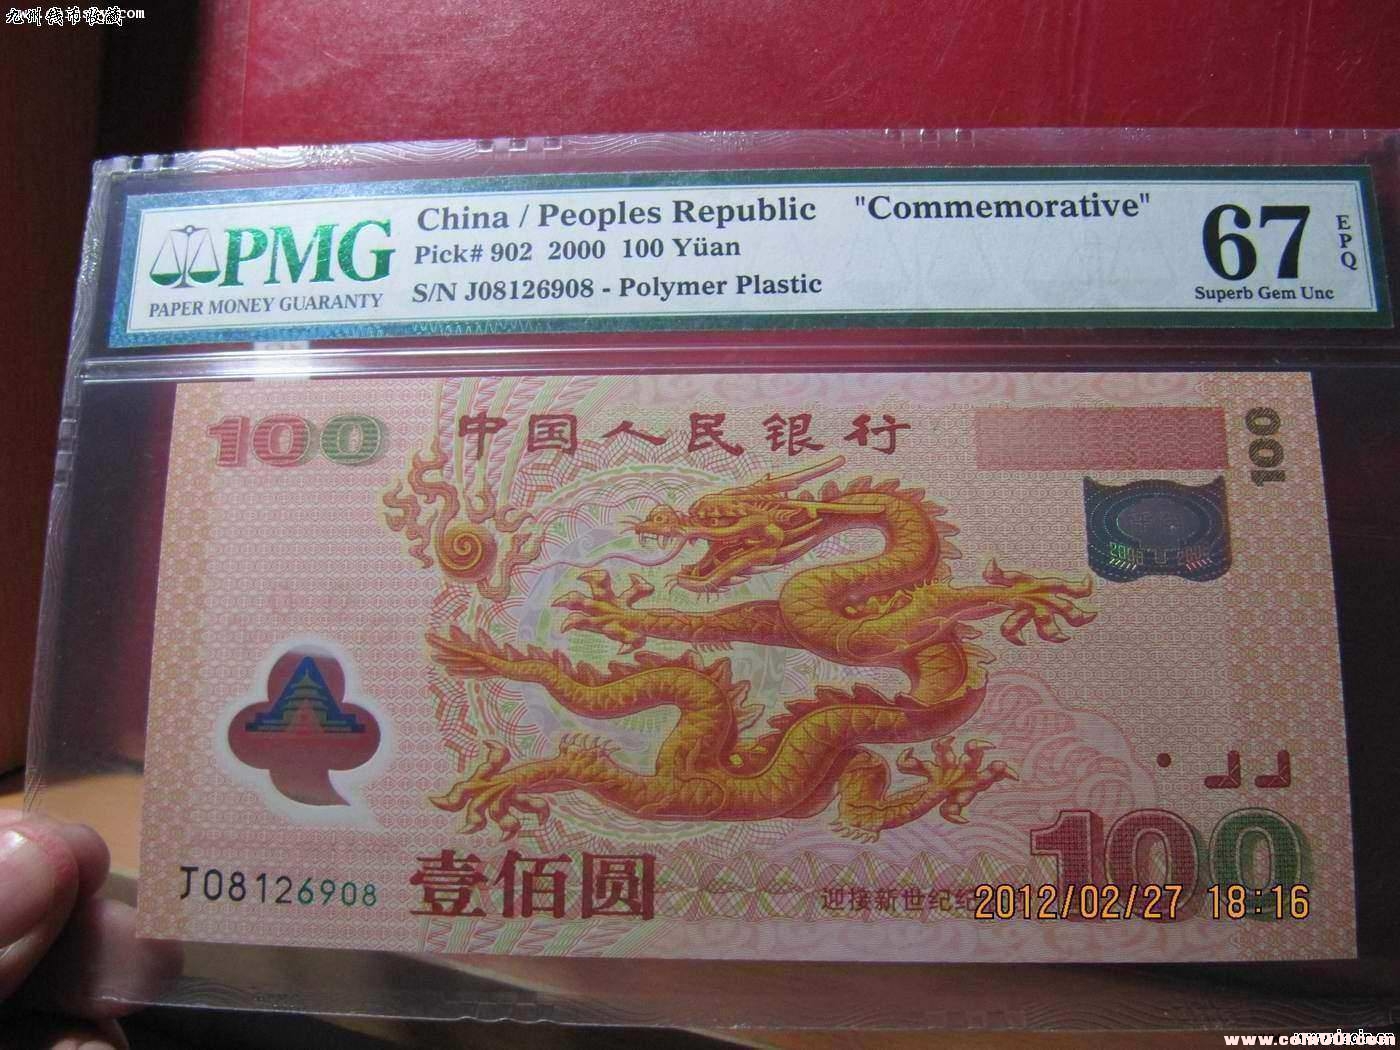 九州钱币收藏
China / Peoples Republic "Commemorative"
Pick# 902 2000 100 Yüan
S/N J08126908 - Polymer Plastic
PMG
PAPER MONEY GUARANTY
67
EPQ
Superb Gem Unc
100
中国人民银行
100
J08126908
壹佰圆
迎接新世纪纪
100
2012/02/27 18:16